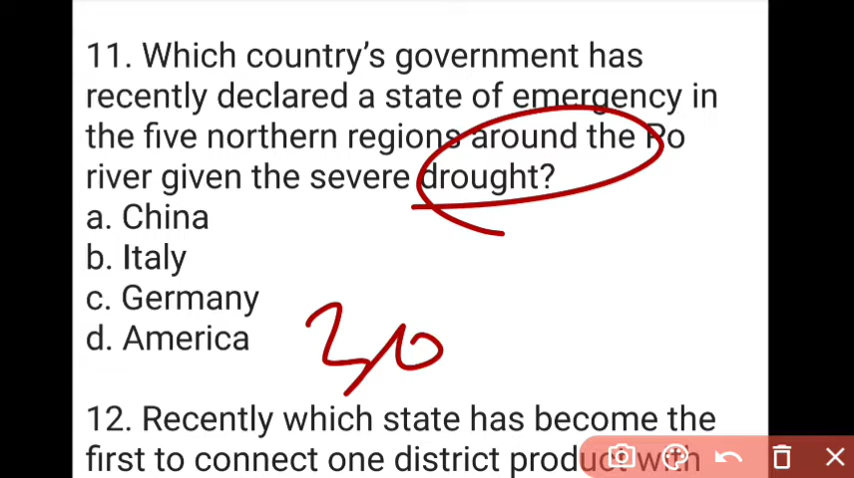 11. Which country's government has
recently declared a state of emergency in
the five northern regions around the Po
river given the severe drought?
a. China
b. Italy
c. Germany
d. America
12. Recently which state has become the
first to connect one district product with